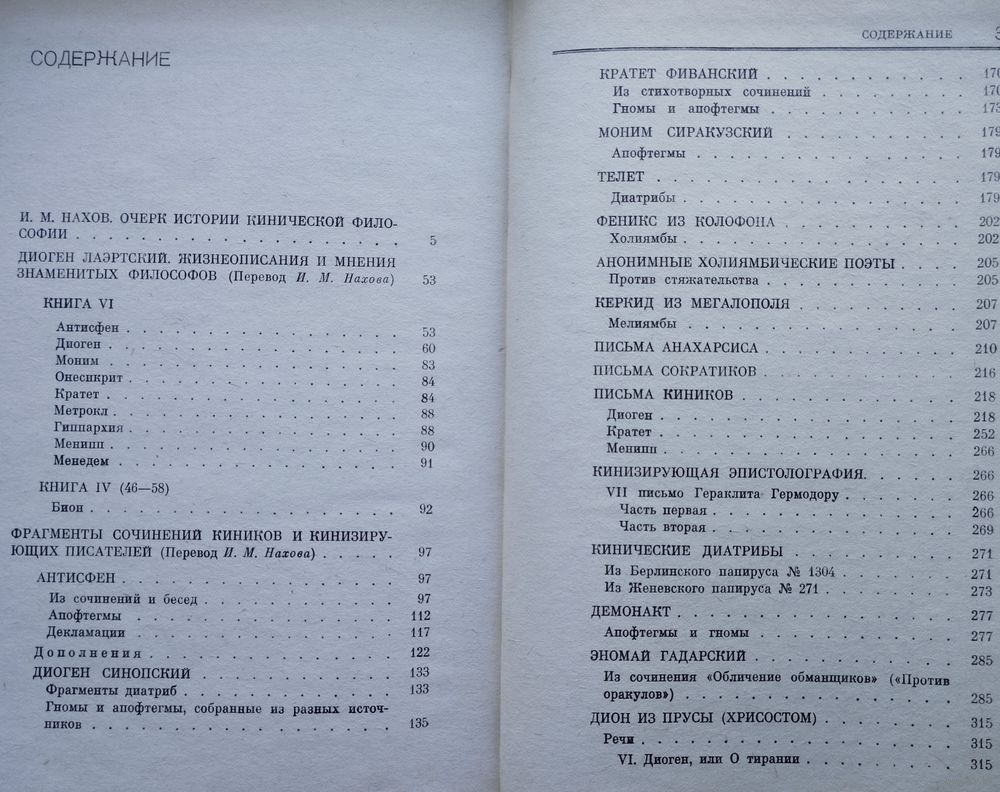 СОДЕРЖАНИЕ
И. М. НАХОВ. ОЧЕРК ИСТОРИИ КИНИЧЕСКОЙ ФИЛО-
СОФИИ . . . . . . . . . . . . . . . . . . . 5
ДИОГЕН ЛАЭРТСКИЙ. ЖИЗНЕОПИСАНИЯ И МНЕНИЯ
ЗНАМЕНИТЫХ ФИЛОСОФОВ (Перевод И. М. Нахова) 53
КНИГА VI
Антисфен . . . . . . . . . . . . . . . 53
Диоген . . . . . . . . . . . . . . . . 60
Моним . . . . . . . . . . . . . . . . 83
Онесикрит . . . . . . . . . . . . . . . 84
Кратет . . . . . . . . . . . . . . . . 84
Метрокл . . . . . . . . . . . . . . . . 88
Гиппархия . . . . . . . . . . . . . . . 88
Менипп . . . . . . . . . . . . . . . . 90
Менедем . . . . . . . . . . . . . . . . 91
КНИГА IV (46—58)
Бион . . . . . . . . . . . . . . . . . 92
ФРАГМЕНТЫ СОЧИНЕНИЙ КИНИКОВ И КИНИЗИРУ-
ЮЩИХ ПИСАТЕЛЕЙ (Перевод И. М. Нахова) . . . . . 97
АНТИСФЕН . . . . . . . . . . . . . . . 97
Из сочинений и бесед . . . . . . . . . . . 97
Апофтегмы . . . . . . . . . . . . . . . 112
Декламации . . . . . . . . . . . . . . 117
Дополнения . . . . . . . . . . . . . . 122
ДИОГЕН СИНОПСКИЙ . . . . . . . . . . . 133
Фрагменты диатриб . . . . . . . . . . . . 133
Гномы и апофтегмы, собранные из разных источ-
ников . . . . . . . . . . . . . . . . 135
СОДЕРЖАНИЕ 3
КРАТЕТ ФИВАНСКИЙ . . . . . . . . . . . 170
Из стихотворных сочинений . . . . . . . . 170
Гномы и апофтегмы . . . . . . . . . . . 173
МОНИМ СИРАКУЗСКИЙ . . . . . . . . . . 179
Апофтегмы . . . . . . . . . . . . . . . 179
ТЕЛЕТ . . . . . . . . . . . . . . . . . 179
Диатрибы . . . . . . . . . . . . . . . 179
ФЕНИКС ИЗ КОЛОФОНА . . . . . . . . . . 202
Холиямбы . . . . . . . . . . . . . . . 202
АНОНИМНЫЕ ХОЛИЯМБИЧЕСКИЕ ПОЭТЫ . . . . 205
Против стяжательства . . . . . . . . . . . 205
КЕРКИД ИЗ МЕГАЛОПОЛЯ . . . . . . . . . 207
Мелиямбы . . . . . . . . . . . . . . . 207
ПИСЬМА АНАХАРСИСА . . . . . . . . . . . 210
ПИСЬМА СОКРАТИКОВ . . . . . . . . . . . 216
ПИСЬМА КИНИКОВ . . . . . . . . . . . . 218
Диоген . . . . . . . . . . . . . . . . 218
Кратет . . . . . . . . . . . . . . . . 252
Менипп . . . . . . . . . . . . . . . . 266
КИНИЗИРУЮЩАЯ ЭПИСТОЛОГРАФИЯ. . . . . . 266
VII письмо Гераклита Гермодору . . . . . . . 266
Часть первая . . . . . . . . . . . . . . 266
Часть вторая . . . . . . . . . . . . . . 269
КИНИЧЕСКИЕ ДИАТРИБЫ . . . . . . . . . . 271
Из Берлинского папируса № 1304 . . . . . . . 271
Из Женевского папируса № 271 . . . . . . . . 273
ДЕМОНАКТ . . . . . . . . . . . . . . . 277
Апофтегмы и гномы . . . . . . . . . . . 277
ЭНОМАЙ ГАДАРСКИЙ . . . . . . . . . . . 285
Из сочинения «Обличение обманщиков» («Против
оракулов») . . . . . . . . . . . . . . 285
ДИОН ИЗ ПРУСЫ (ХРИСОСТОМ) . . . . . . . 315
Речи . . . . . . . . . . . . . . . . . 315
VI. Диоген, или О тирании . . . . . . . . . 315